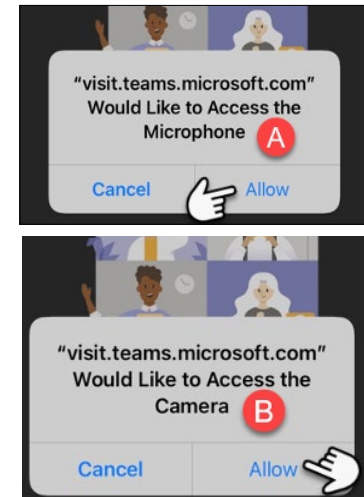 "visit.teams.microsoft.com"
Would Like to Access the
Microphone A
Cancel Allow
"visit.teams.microsoft.com"
Would Like to Access the
Camera B
Cancel Allow